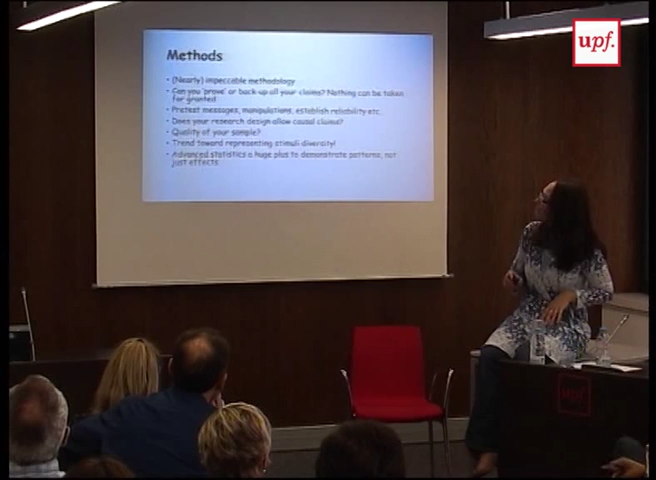 upf.
Methods
• (Nearly) impeccable methodology
• Can you 'prove' or back-up all your claims? Nothing can be taken
for granted
• Pretest messages, manipulations, establish reliability etc.
• Does your research design allow causal claims?
• Quality of your sample?
• Trend toward representing stimuli diversity!
• Advanced statistics a huge plus to demonstrate patterns, not
just effects
upf.